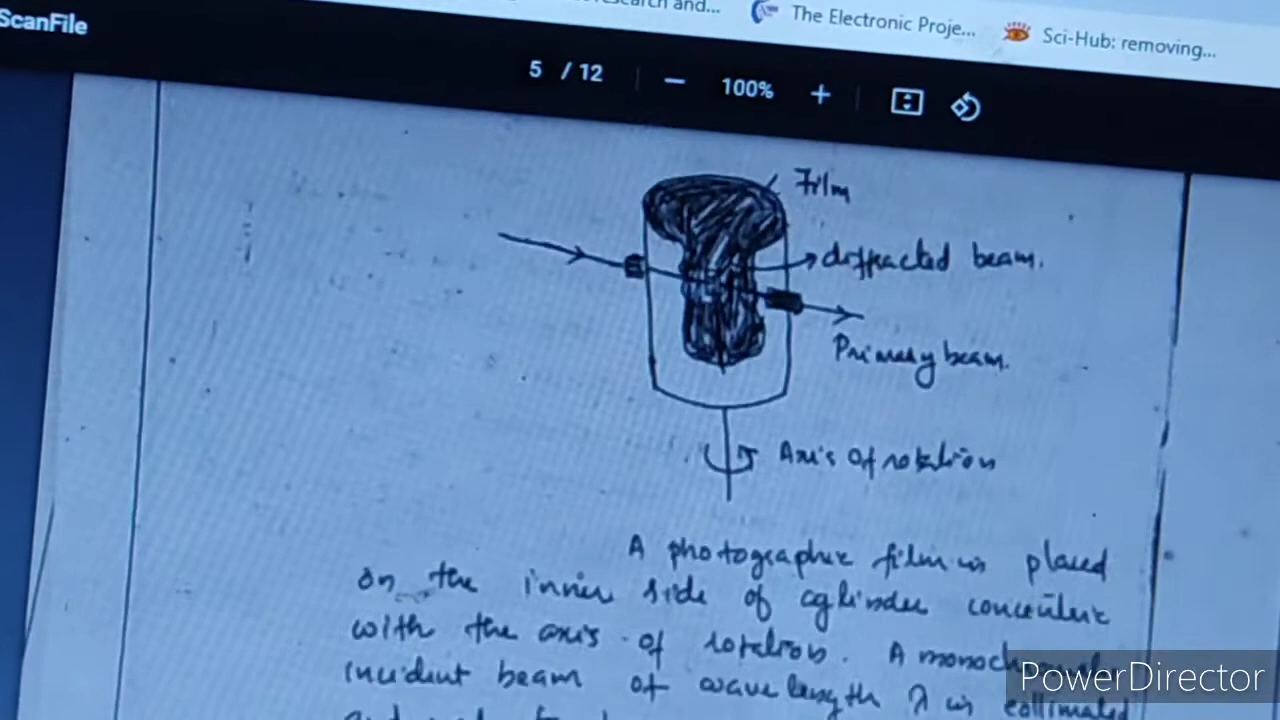 ScanFile
The Electronic Proje...
Sci-Hub: removing...
5 / 12
100%
Film
diffracted beam.
Primary beam.
Axis of rotation
A photographic film is placed
on the inner side of cylinder concentric
with the axis of rotation. A
incident beam of wavelength λ is collimated
PowerDirector